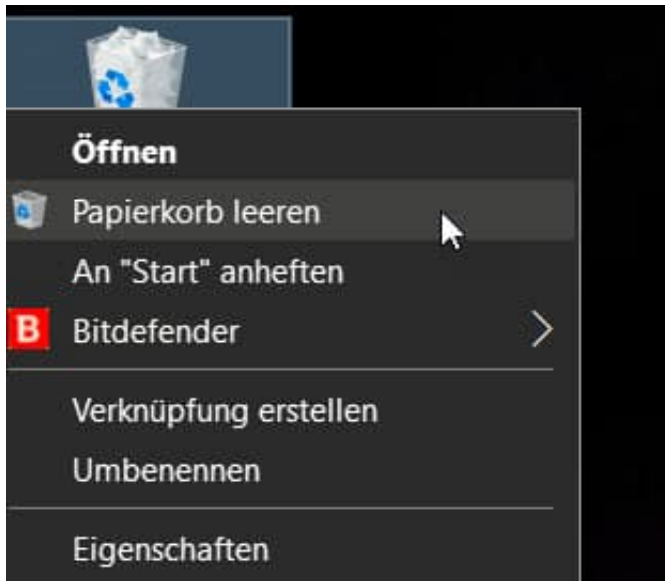 Öffnen
Papierkorb leeren
An "Start" anheften
B Bitdefender
Verknüpfung erstellen
Umbenennen
Eigenschaften